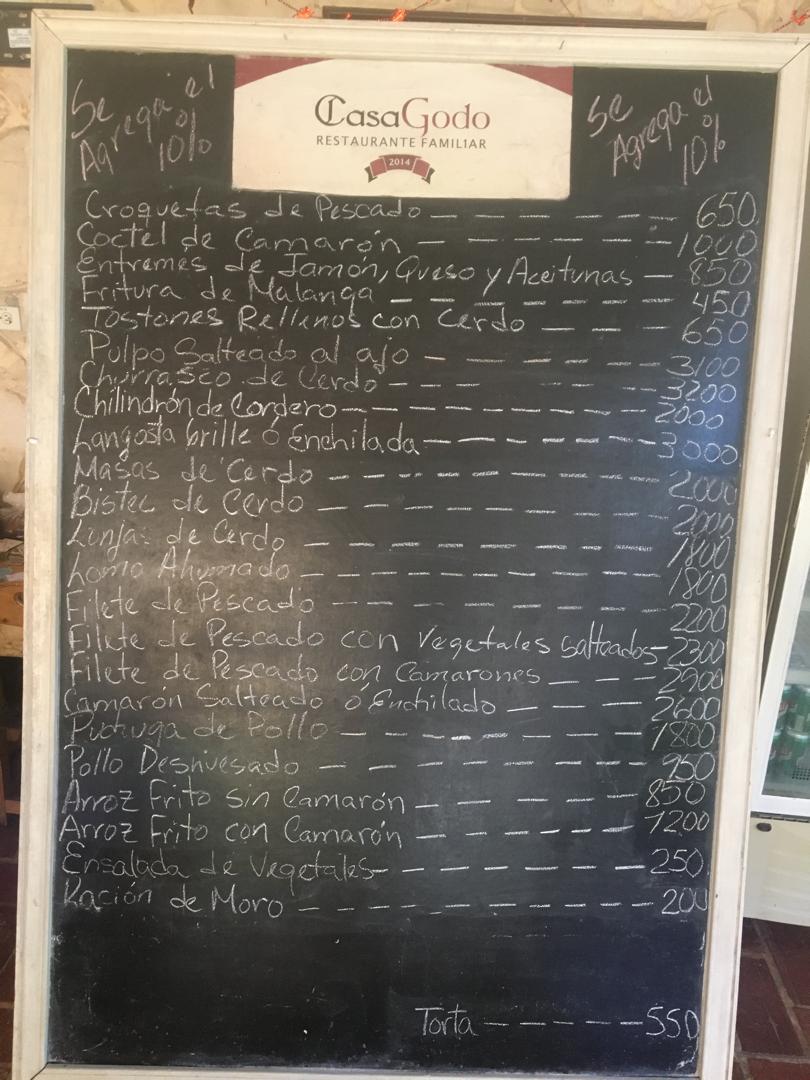 Se Agrega el 10%
CasaGodo
RESTAURANTE FAMILIAR
2014
Se Agrega el 10%
Croquetas de Pescado — — — — — — 650
Coctel de Camarón — — — — — — 1000
Entremes de Jamón, Queso y Aceitunas — 850
Fritura de Malanga — — — — — — 450
Tostones Rellenos con Cerdo — — — 650
Pulpo Salteado al ajo — — — — — — 3100
Churrasco de Cerdo — — — — — — 3200
Chilindrón de Cordero — — — — — — 2000
Langosta Grille ó Enchilada — — — — — — 3000
Masas de Cerdo — — — — — — 2000
Bistec de Cerdo — — — — — — 2000
Lonjas de Cerdo — — — — — — 1800
Lomo Ahumado — — — — — — 1800
Filete de Pescado — — — — — — 2200
Filete de Pescado con Vegetales salteados — 2300
Filete de Pescado con Camarones — — — 2900
Camarón Salteado ó Enchilado — — — 2600
Pechuga de Pollo — — — — — — 1800
Pollo Deshuesado — — — — — — 950
Arroz Frito sin Camarón — — — — — 850
Arroz Frito con Camarón — — — — — 1200
Ensalada de Vegetales — — — — — — 250
Ración de Moro — — — — — — 200
Torta — — — — — 550